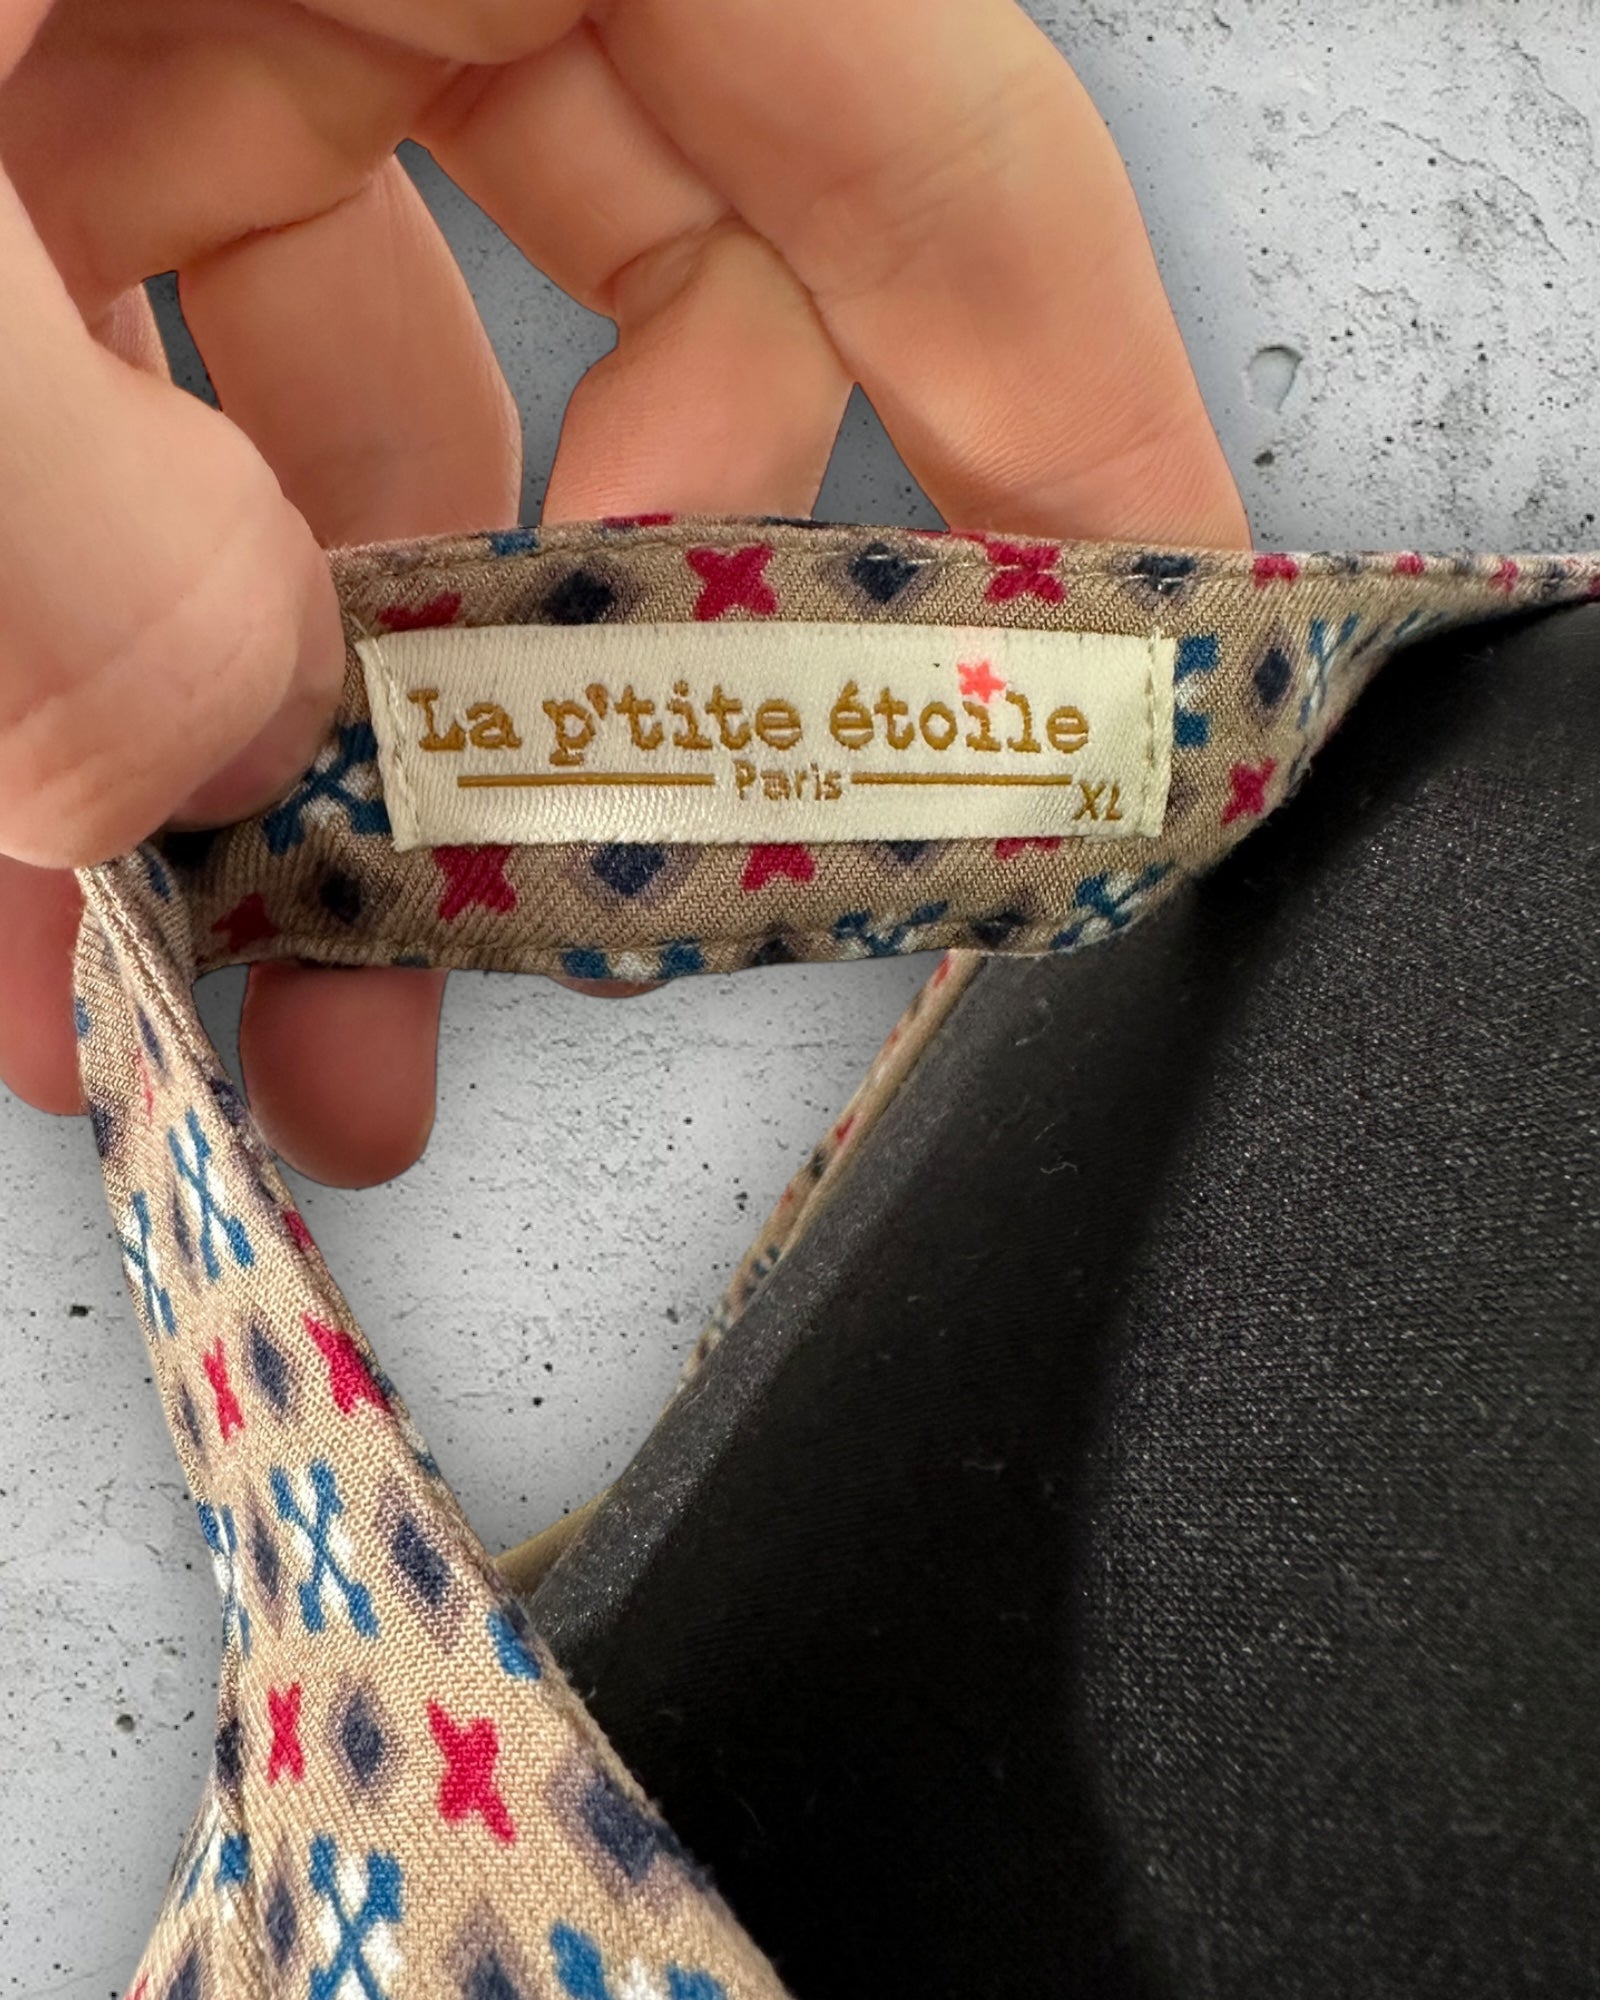 La p'tite étoile
Paris
XL